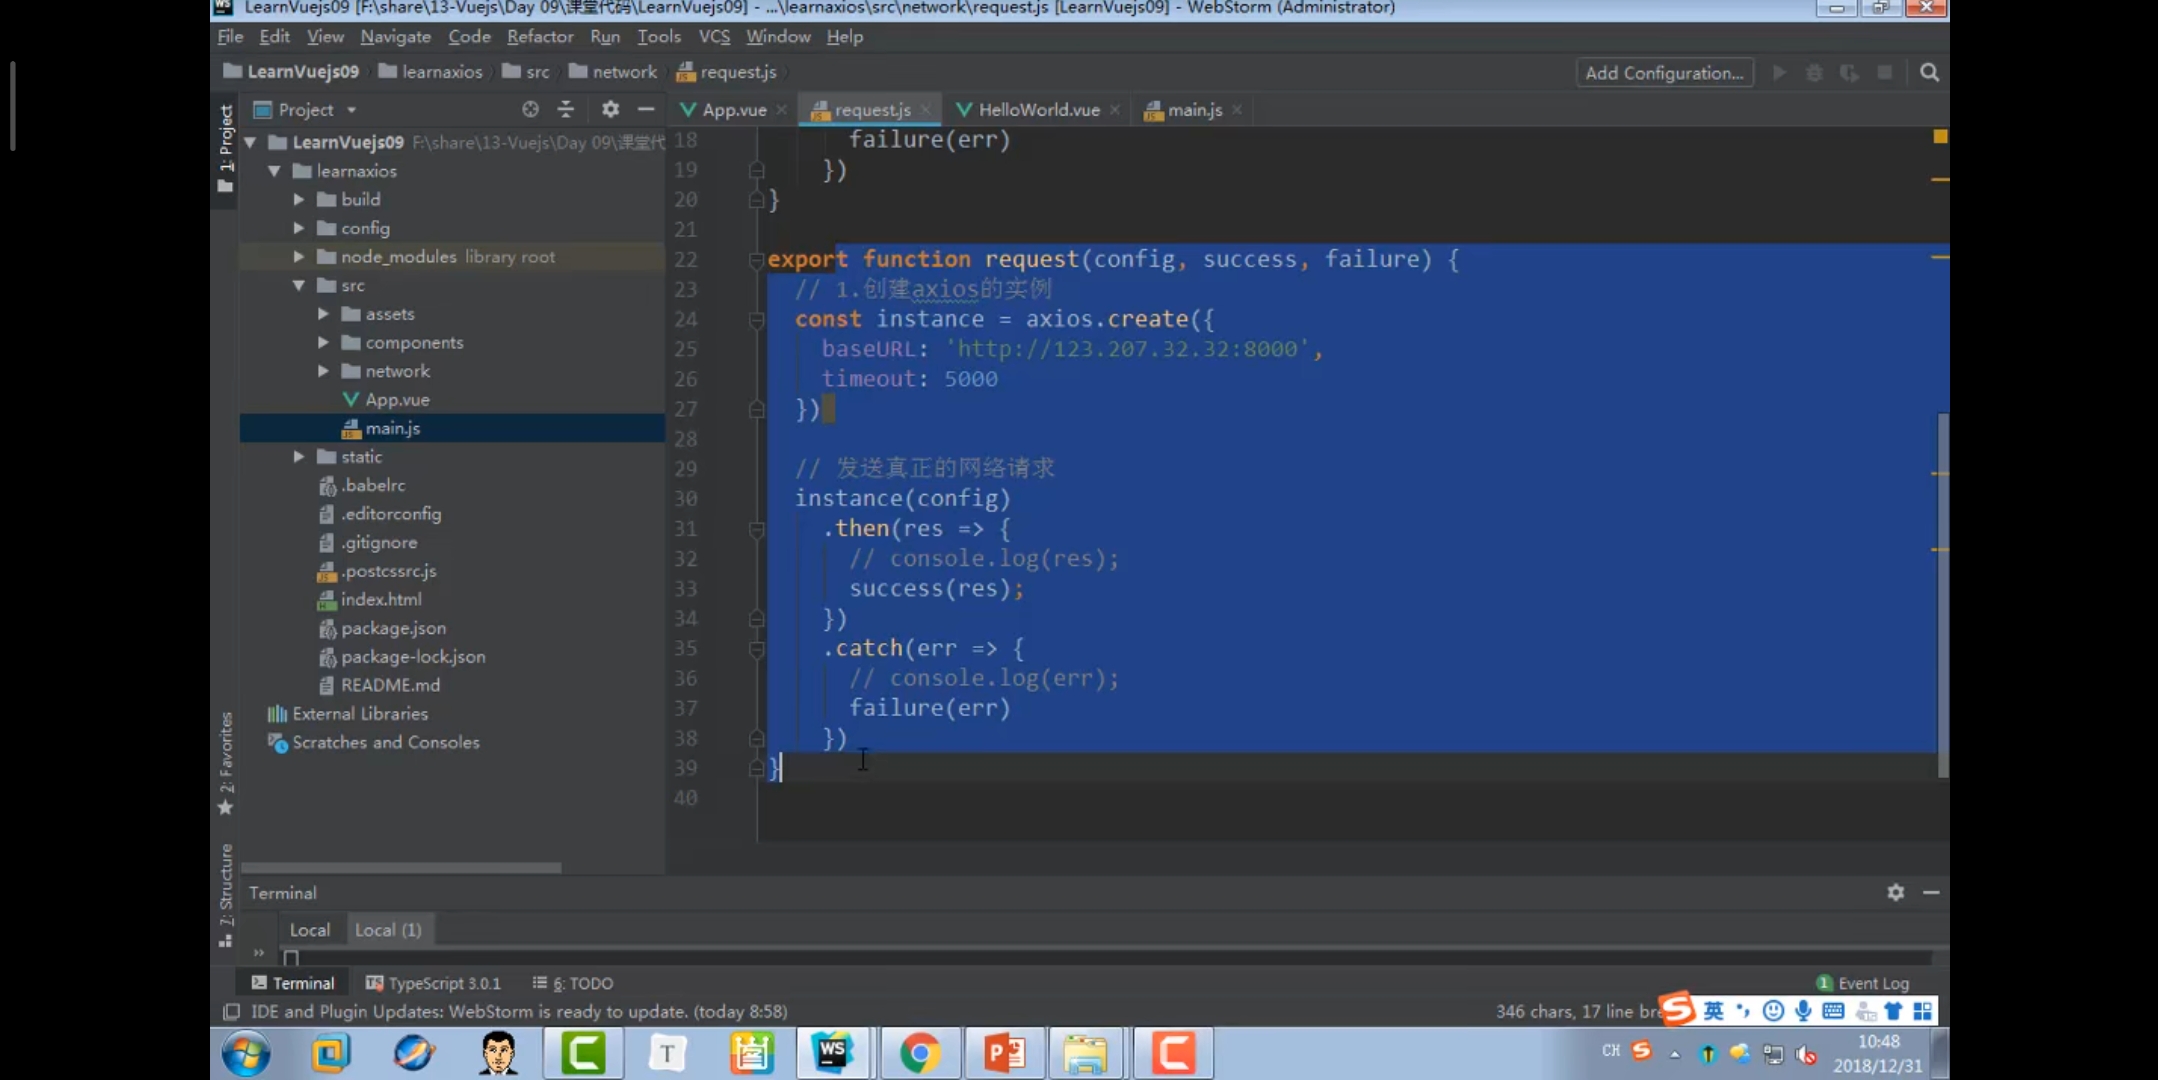 LearnVuejs09 [F:\share\13-Vuejs\Day 09\课堂代码\LearnVuejs09] - ...\learnaxios\src\network\request.js [LearnVuejs09] - WebStorm (Administrator)
File Edit View Navigate Code Refactor Run Tools VCS Window Help
LearnVuejs09 learnaxios src network request.js Add Configuration...
1: Project
Project
App.vue request.js HelloWorld.vue main.js
LearnVuejs09 F:\share\13-Vuejs\Day 09\课堂代
learnaxios
build
config
node_modules library root
src
assets
components
network
App.vue
main.js
static
.babelrc
.editorconfig
.gitignore
.postcssrc.js
index.html
package.json
package-lock.json
README.md
External Libraries
Scratches and Consoles
2: Favorites
7: Structure
18 failure(err)
19 })
20 }
21
22 export function request(config, success, failure) {
23 // 1.创建axios的实例
24 const instance = axios.create({
25 baseURL: 'http://123.207.32.32:8000',
26 timeout: 5000
27 })
28
29 // 发送真正的网络请求
30 instance(config)
31 .then(res => {
32 // console.log(res);
33 success(res);
34 })
35 .catch(err => {
36 // console.log(err);
37 failure(err)
38 })
39 }
40
Terminal
Local Local (1)
Terminal TypeScript 3.0.1 6: TODO 1 Event Log
IDE and Plugin Updates: WebStorm is ready to update. (today 8:58) 346 chars, 17 line bre 英
T WS CH 10:48
2018/12/31